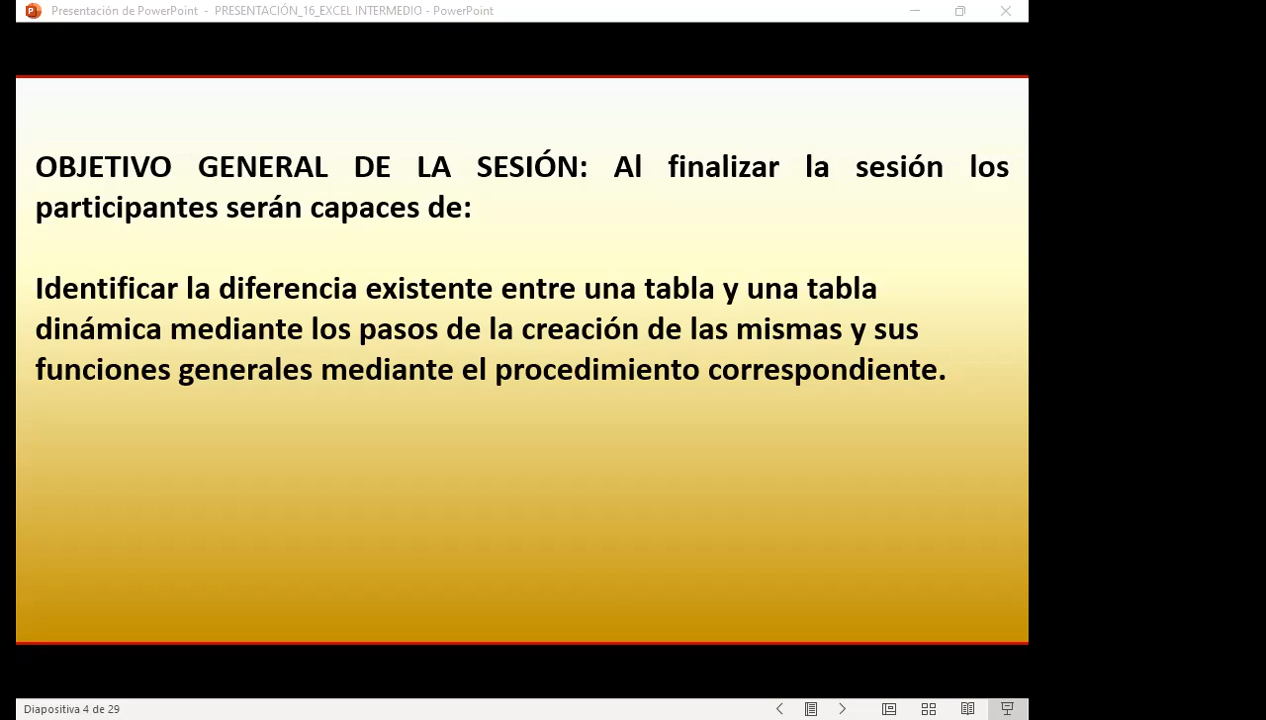 Presentación de PowerPoint - PRESENTACIÓN_16_EXCEL INTERMEDIO - PowerPoint
OBJETIVO GENERAL DE LA SESIÓN: Al finalizar la sesión los
participantes serán capaces de:
Identificar la diferencia existente entre una tabla y una tabla
dinámica mediante los pasos de la creación de las mismas y sus
funciones generales mediante el procedimiento correspondiente.
Diapositiva 4 de 29